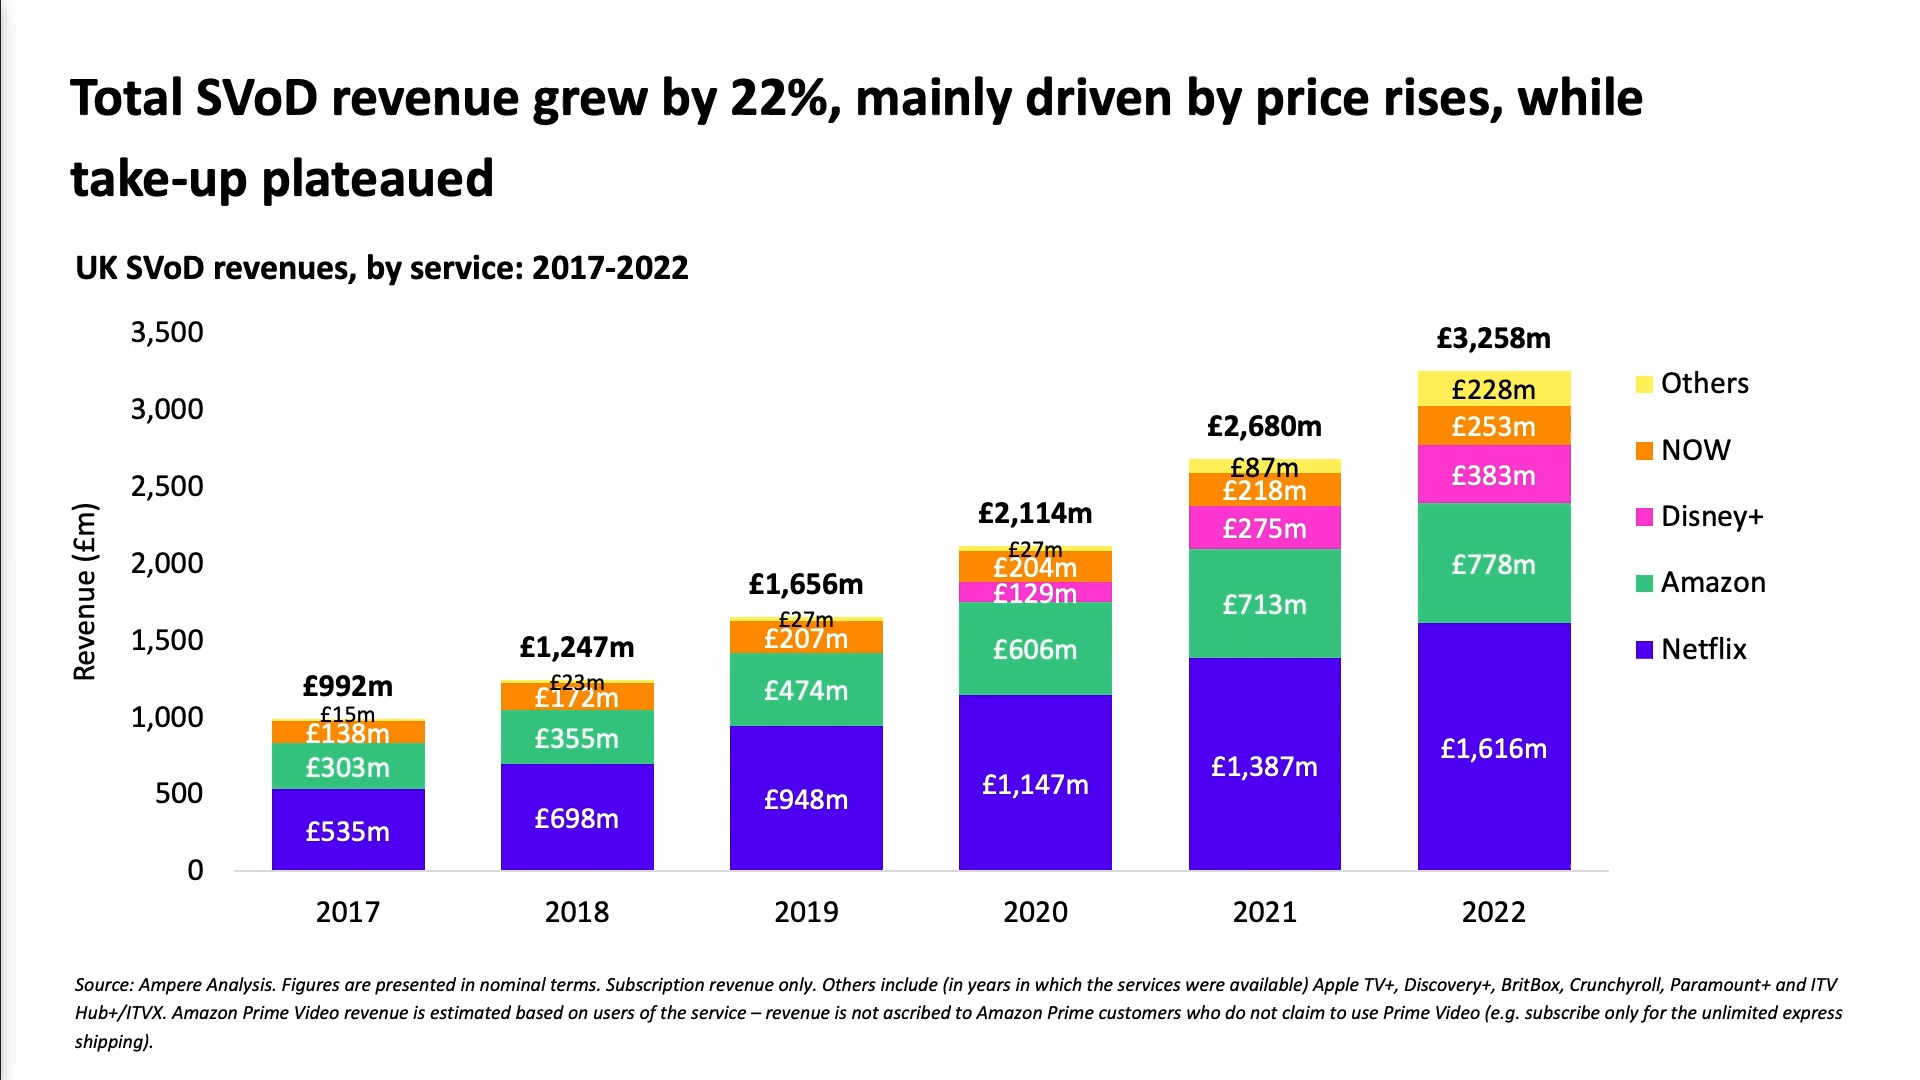 Total SVoD revenue grew by 22%, mainly driven by price rises, while
take-up plateaued
UK SVoD revenues, by service: 2017-2022
Revenue (£m)
3,500
3,000
2,500
2,000
1,500
1,000
500
0
£992m
£15m
£138m
£303m
£535m
£1,247m
£23m
£172m
£355m
£698m
£1,656m
£27m
£207m
£474m
£948m
£2,114m
£27m
£204m
£129m
£606m
£1,147m
£2,680m
£87m
£218m
£275m
£713m
£1,387m
£3,258m
£228m
£253m
£383m
£778m
£1,616m
2017
2018
2019
2020
2021
2022
Others
NOW
Disney+
Amazon
Netflix
Source: Ampere Analysis. Figures are presented in nominal terms. Subscription revenue only. Others include (in years in which the services were available) Apple TV+, Discovery+, BritBox, Crunchyroll, Paramount+ and ITV
Hub+/ITVX. Amazon Prime Video revenue is estimated based on users of the service – revenue is not ascribed to Amazon Prime customers who do not claim to use Prime Video (e.g. subscribe only for the unlimited express
shipping).